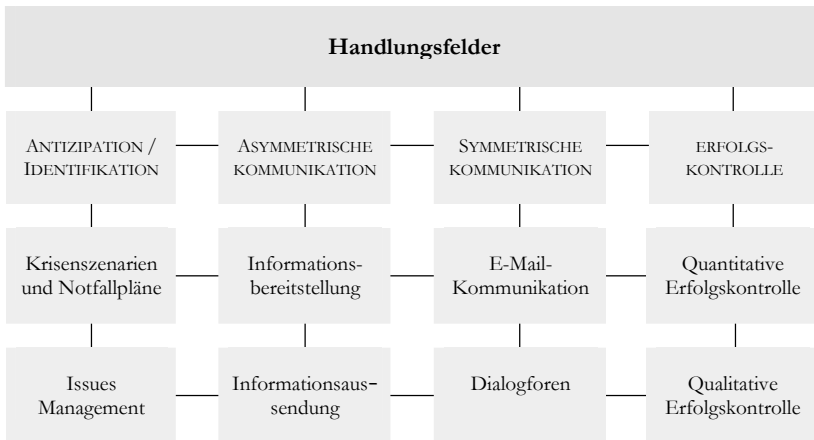 Handlungsfelder
ANTIZIPATION /
IDENTIFIKATION
ASYMMETRISCHE
KOMMUNIKATION
SYMMETRISCHE
KOMMUNIKATION
ERFOLGS-
KONTROLLE
Krisenszenarien
und Notfallpläne
Informations-
bereitstellung
E-Mail-
Kommunikation
Quantitative
Erfolgskontrolle
Issues
Management
Informationsaus-
sendung
Dialogforen
Qualitative
Erfolgskontrolle